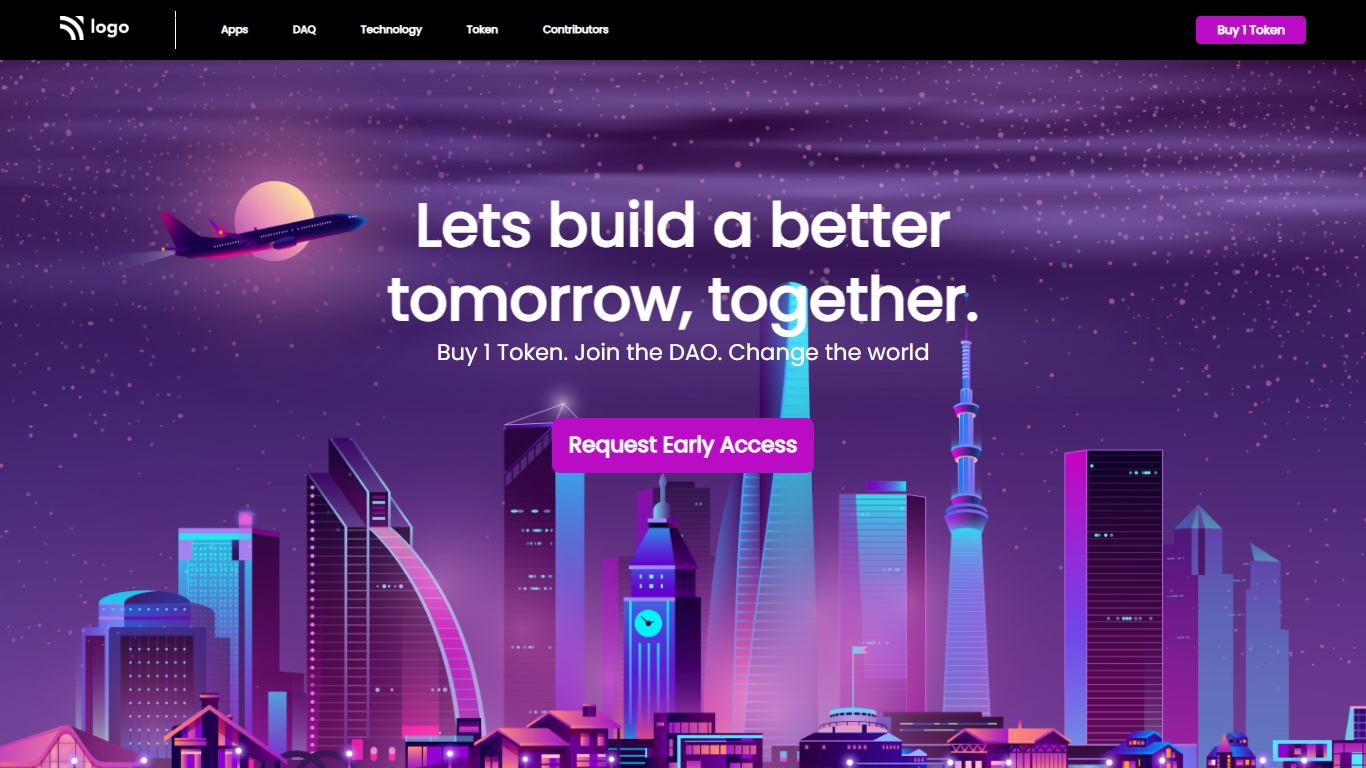 logo
Apps
DAQ
Technology
Token
Contributors
Buy 1 Token
Lets build a better
tomorrow, together.
Buy 1 Token. Join the DAO. Change the world
Request Early Access